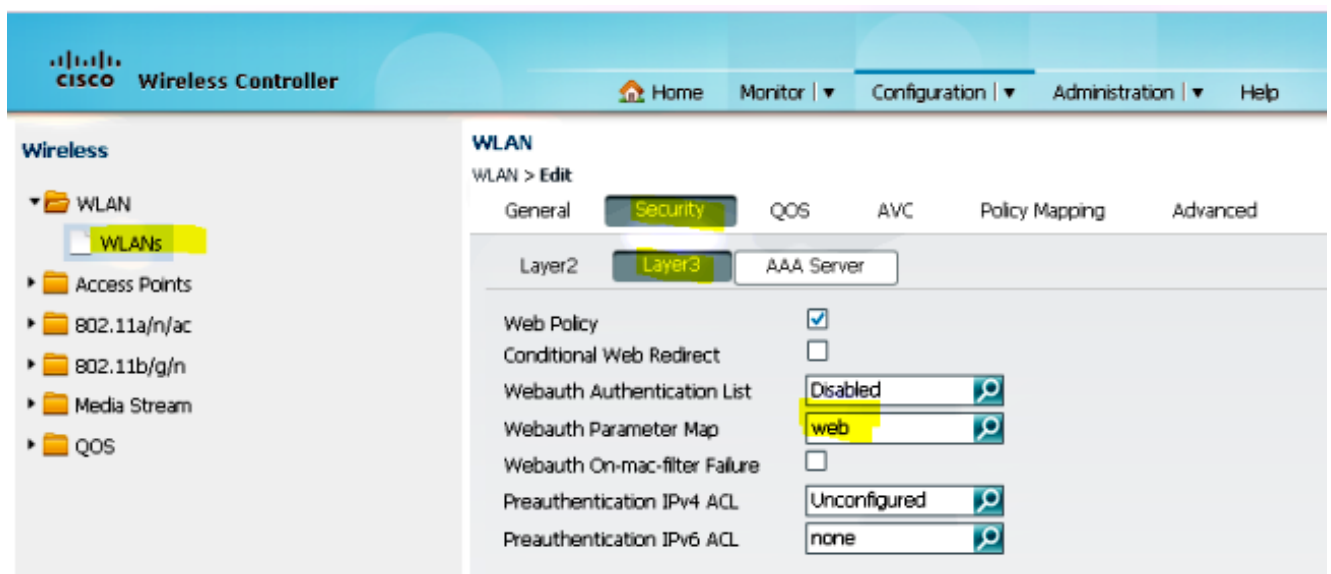 CISCO Wireless Controller
Home Monitor Configuration Administration Help
Wireless
WLAN
WLANs
Access Points
802.11a/n/ac
802.11b/g/n
Media Stream
QOS
WLAN
WLAN > Edit
General Security QOS AVC Policy Mapping Advanced
Layer2 Layer3 AAA Server
Web Policy
Conditional Web Redirect
Webauth Authentication List Disabled
Webauth Parameter Map web
Webauth On-mac-filter Failure
Preauthentication IPv4 ACL Unconfigured
Preauthentication IPv6 ACL none